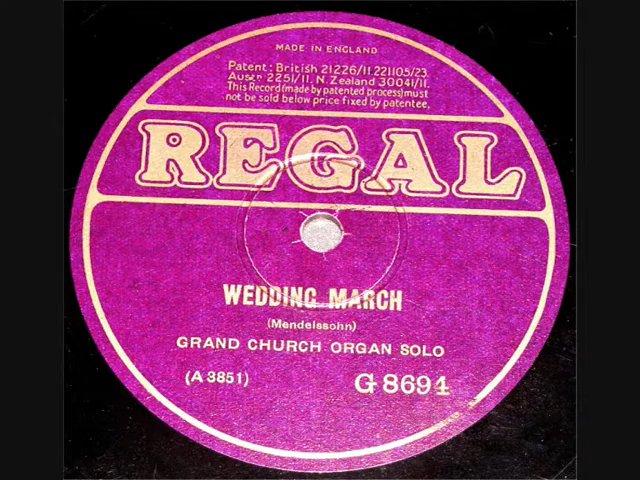 MADE IN ENGLAND
Patent: British 21226/11.221105/23.
Austn 2251/11. N. Zealand 30041/11.
This Record (made by patented process) must
not be sold below price fixed by patentee.
REGAL
WEDDING MARCH
(Mendelssohn)
GRAND CHURCH ORGAN SOLO
(A 3851)
G 8694